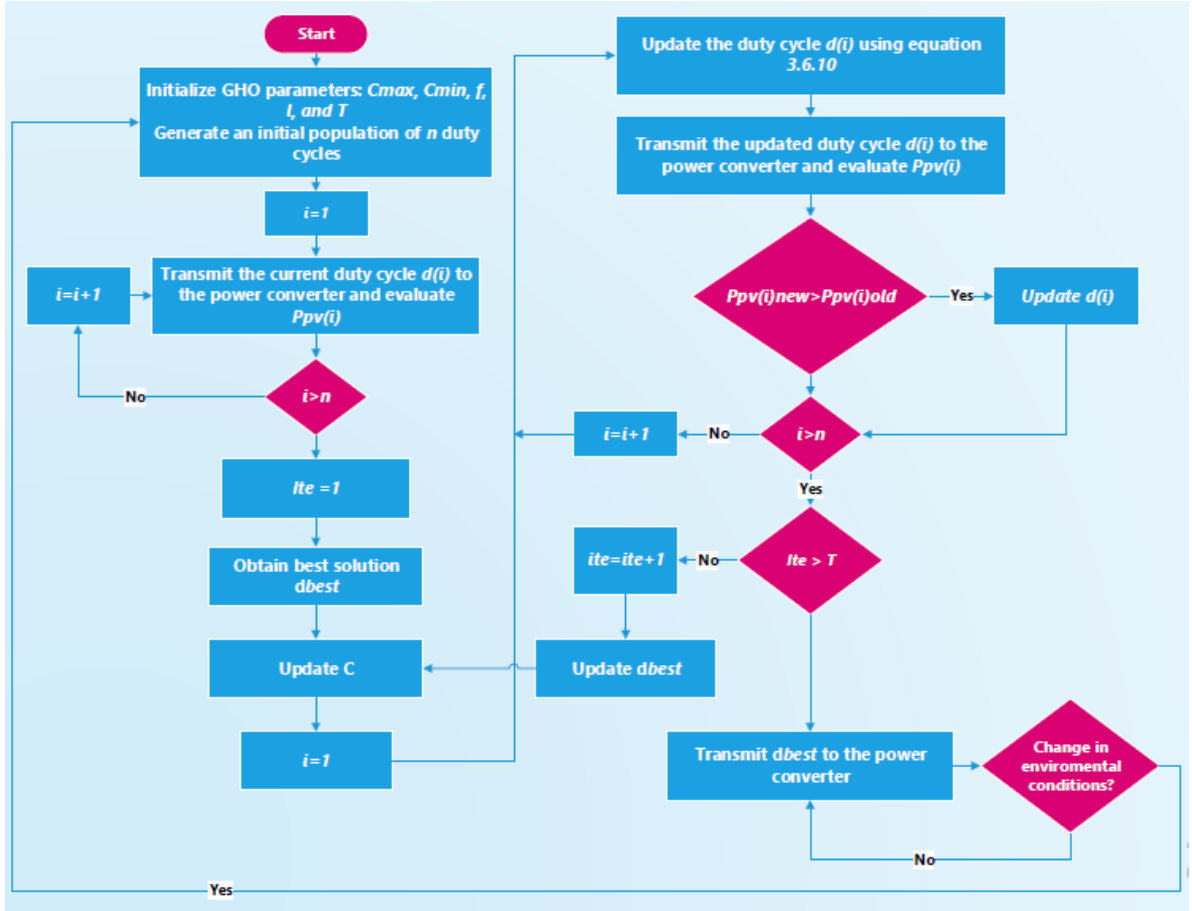 Start
Initialize GHO parameters: Cmax, Cmin, f,
l, and T
Generate an initial population of n duty
cycles
i=1
i=i+1
Transmit the current duty cycle d(i) to
the power converter and evaluate
Ppv(i)
No
i>n
Ite =1
Obtain best solution
dbest
Update C
i=1
Update the duty cycle d(i) using equation
3.6.10
Transmit the updated duty cycle d(i) to the
power converter and evaluate Ppv(i)
Ppv(i)new>Ppv(i)old
Yes
Update d(i)
i=i+1
No
i>n
Yes
ite=ite+1
No
Ite > T
Update dbest
Transmit dbest to the power
converter
Change in
enviromental
conditions?
No
Yes